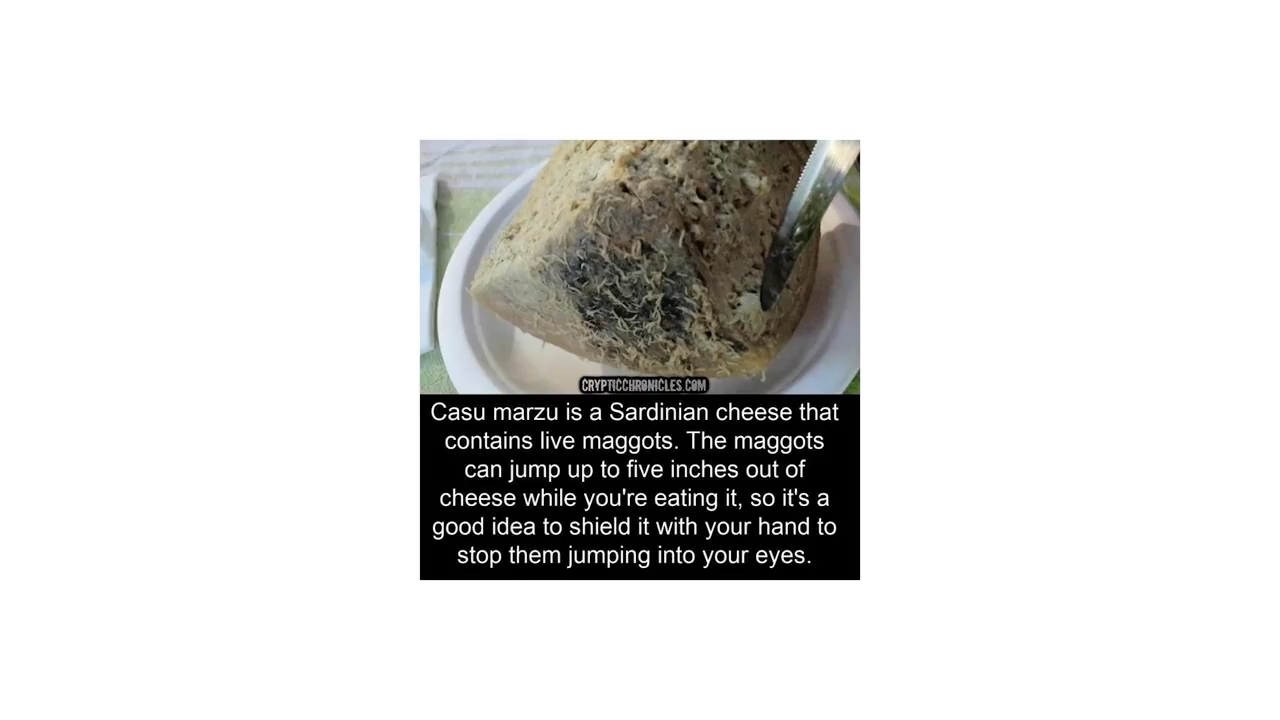 CRYPTICCHRONICLES.COM
Casu marzu is a Sardinian cheese that
contains live maggots. The maggots
can jump up to five inches out of
cheese while you're eating it, so it's a
good idea to shield it with your hand to
stop them jumping into your eyes.